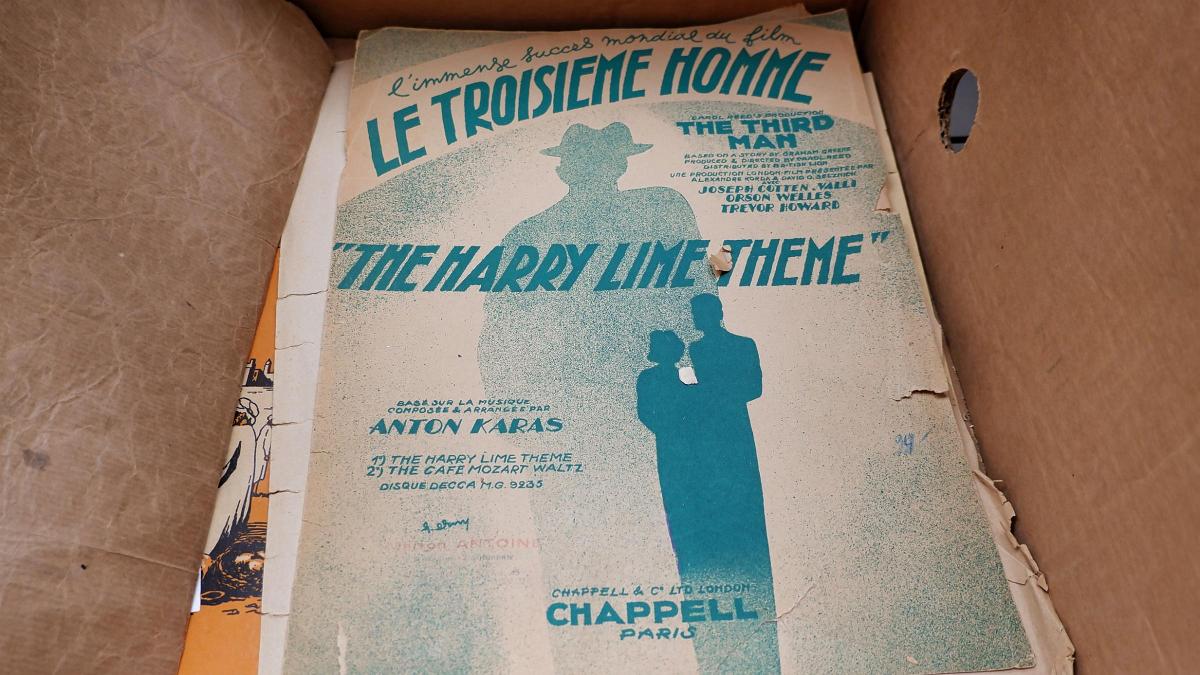 l'immense succes mondial du film
LE TROISIEME HOMME
CAROL REED'S PRODUCTION
THE THIRD
MAN
BASED ON A STORY BY GRAHAM GREENE
PRODUCED & DIRECTED BY CAROL REED
DISTRIBUTED BY BRITISH LION
UNE PRODUCTION LONDON-FILM PRÉSENTÉE PAR
ALEXANDRE KORDA & DAVID O. SELZNICK
AVEC
JOSEPH COTTEN . VALLI
ORSON WELLES
TREVOR HOWARD
"THE HARRY LIME THEME"
BASÉ SUR LA MUSIQUE
COMPOSÉE & ARRANGÉE PAR
ANTON KARAS
1) THE HARRY LIME THEME
2) THE CAFÉ MOZART WALTZ
DISQUE DECCA M.G. 9235
ANTOINE
CHAPPELL & Cº LTD LONDON
CHAPPELL
PARIS